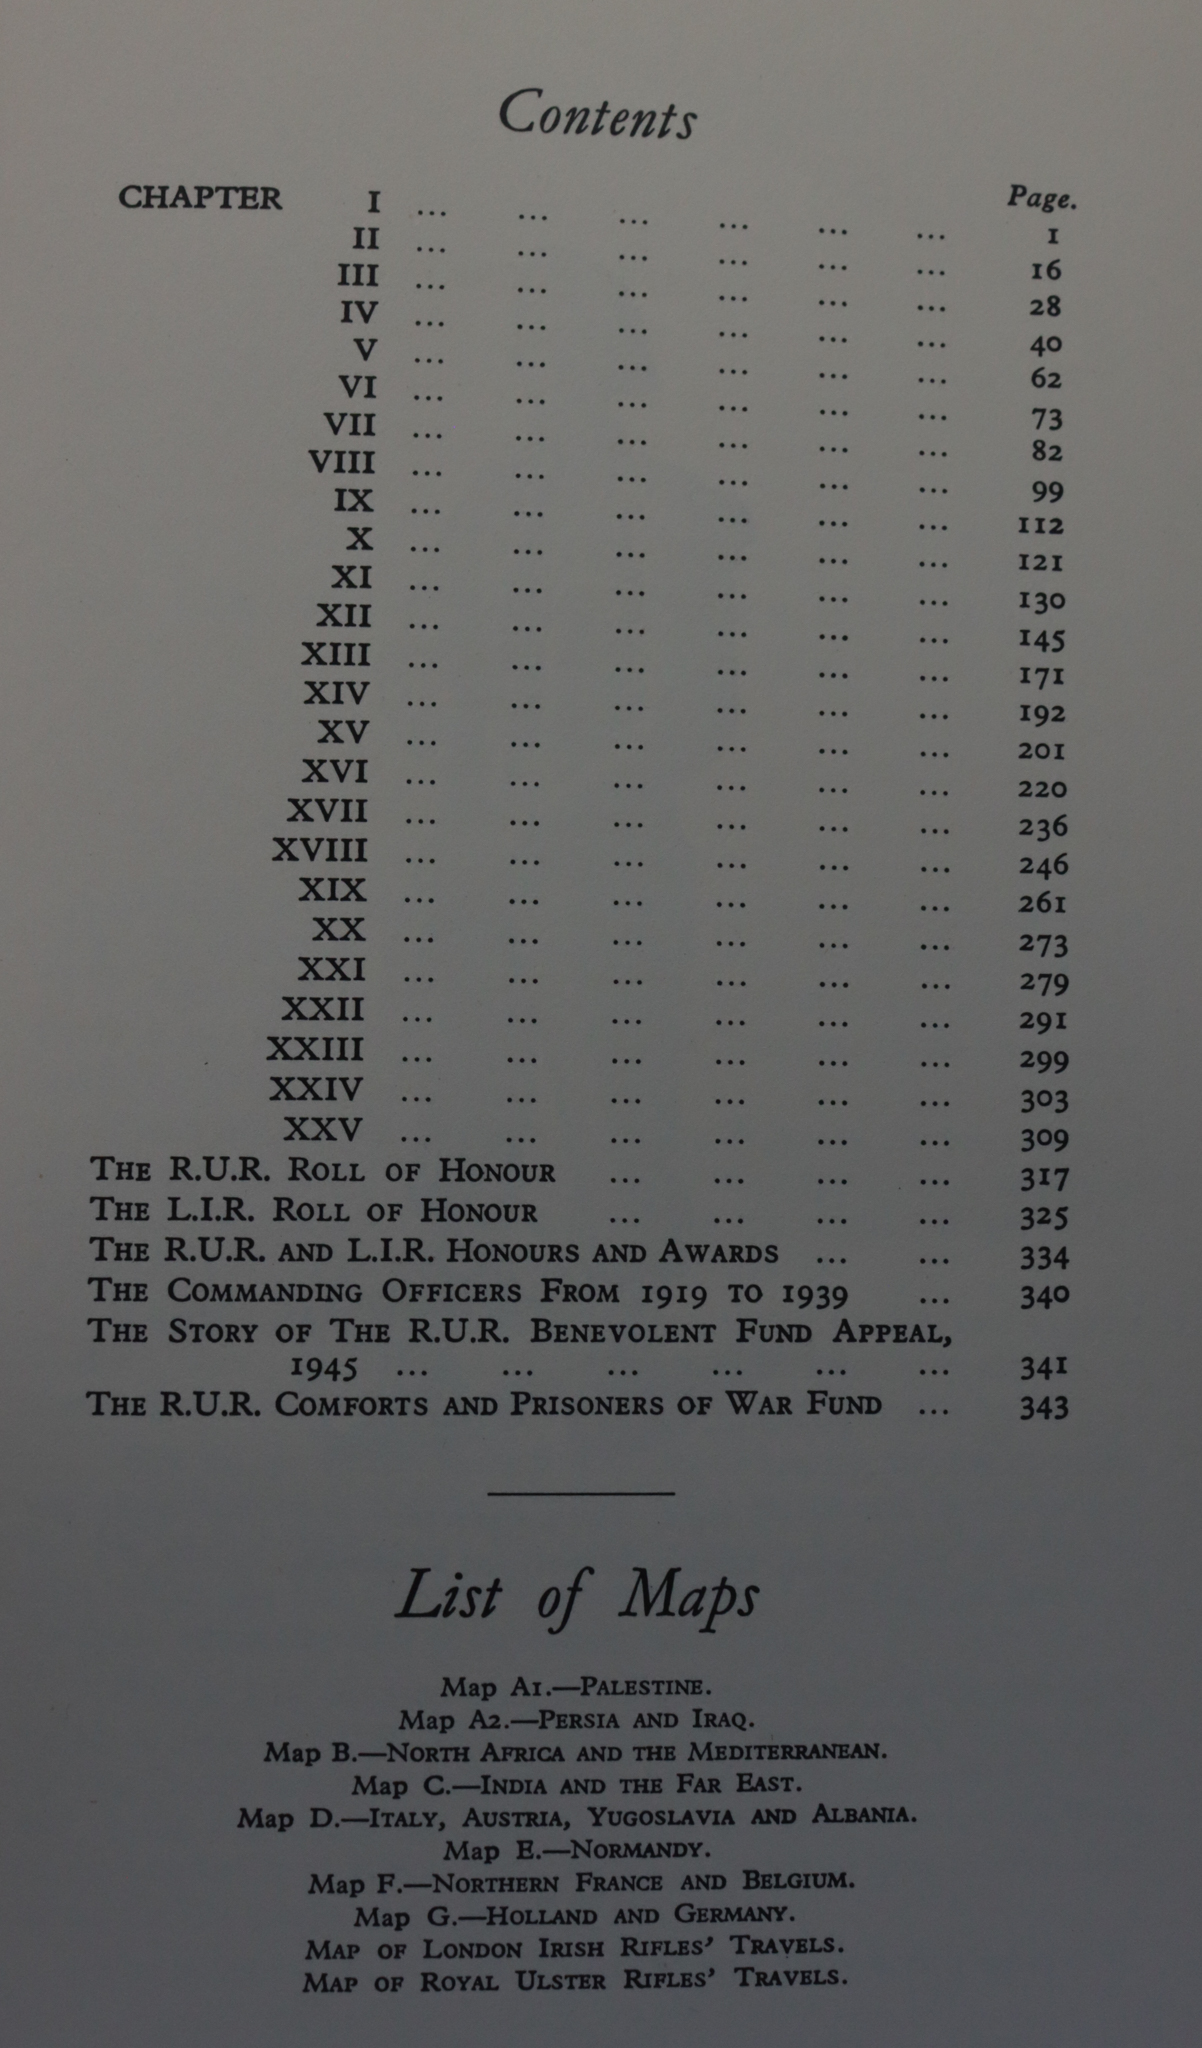 Contents
CHAPTER I ... ... ... ... ... ... Page.
1
II ... ... ... ... ... ... 16
III ... ... ... ... ... ... 28
IV ... ... ... ... ... ... 40
V ... ... ... ... ... ... 62
VI ... ... ... ... ... ... 73
VII ... ... ... ... ... ... 82
VIII ... ... ... ... ... ... 99
IX ... ... ... ... ... ... 112
X ... ... ... ... ... ... 121
XI ... ... ... ... ... ... 130
XII ... ... ... ... ... ... 145
XIII ... ... ... ... ... ... 171
XIV ... ... ... ... ... ... 192
XV ... ... ... ... ... ... 201
XVI ... ... ... ... ... ... 220
XVII ... ... ... ... ... ... 236
XVIII ... ... ... ... ... ... 246
XIX ... ... ... ... ... ... 261
XX ... ... ... ... ... ... 273
XXI ... ... ... ... ... ... 279
XXII ... ... ... ... ... ... 291
XXIII ... ... ... ... ... ... 299
XXIV ... ... ... ... ... ... 303
XXV ... ... ... ... ... ... 309
THE R.U.R. ROLL OF HONOUR ... ... ... ... 317
THE L.I.R. ROLL OF HONOUR ... ... ... ... 325
THE R.U.R. AND L.I.R. HONOURS AND AWARDS ... ... 334
THE COMMANDING OFFICERS FROM 1919 TO 1939 ... 340
THE STORY OF THE R.U.R. BENEVOLENT FUND APPEAL,
1945 ... ... ... ... ... ... 341
THE R.U.R. COMFORTS AND PRISONERS OF WAR FUND ... 343
List of Maps
Map A1.—PALESTINE.
Map A2.—PERSIA AND IRAQ.
Map B.—NORTH AFRICA AND THE MEDITERRANEAN.
Map C.—INDIA AND THE FAR EAST.
Map D.—ITALY, AUSTRIA, YUGOSLAVIA AND ALBANIA.
Map E.—NORMANDY.
Map F.—NORTHERN FRANCE AND BELGIUM.
Map G.—HOLLAND AND GERMANY.
MAP OF LONDON IRISH RIFLES' TRAVELS.
MAP OF ROYAL ULSTER RIFLES' TRAVELS.